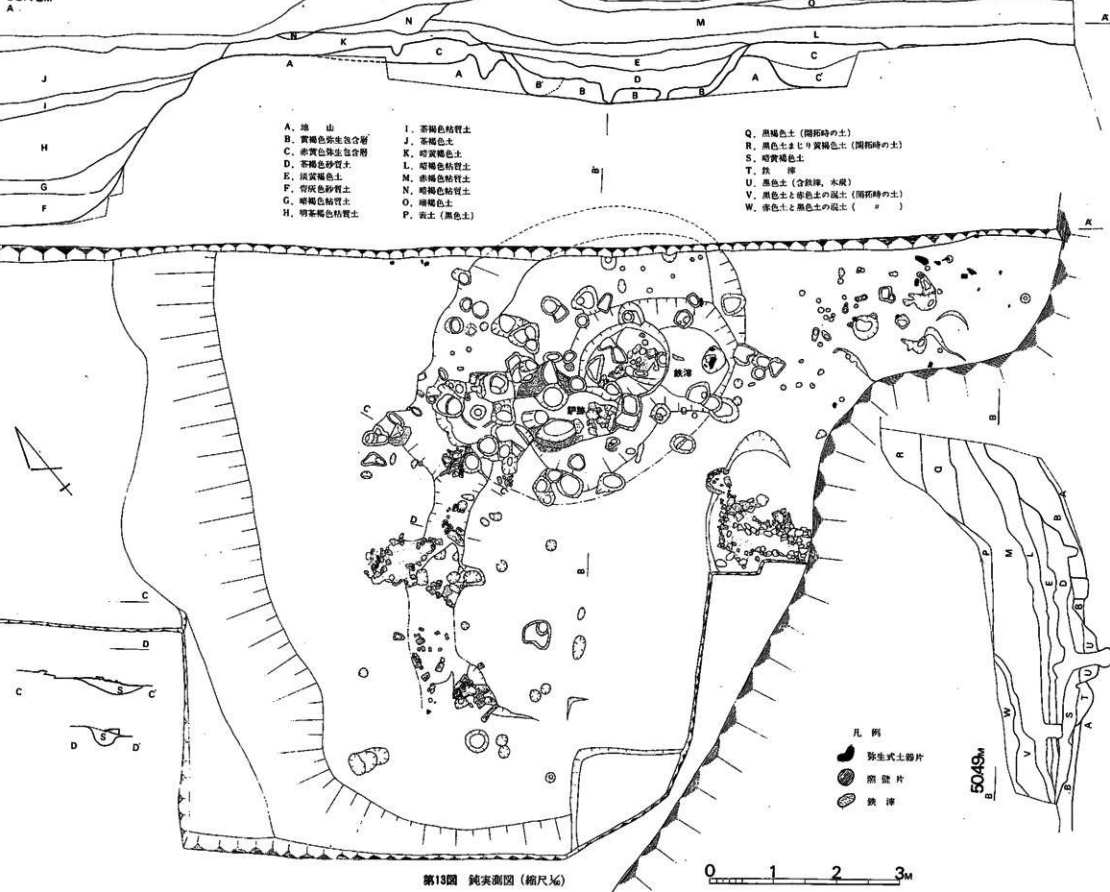 A
N
O
M
A'
N
K
C
L
E
C
J
A
A
D
A
C'
I
B'
B
B
B
H
G
F
A、地　山
B、黄褐色弥生包含層
C、赤黄色弥生包含層
D、茶褐色砂質土
E、淡黄褐色土
F、青灰色砂質土
G、暗褐色粘質土
H、明茶褐色粘質土
I、茶褐色粘質土
J、茶褐色土
K、暗黄褐色土
L、暗褐色粘質土
M、赤褐色粘質土
N、暗褐色粘質土
O、暗褐土
P、表土（黒色土）
Q、黒褐色土（開拓時の土）
R、黒色土まじり黄褐色土（開拓時の土）
S、暗黄褐色土
T、鉄　滓
U、黒色土（含鉄滓，木炭）
V、黒色土と赤色土の混土（開拓時の土）
W、赤色土と黒色土の混土（　〃　）
B'
A'
鉄滓
炉跡
C'
B
D'
B
C
D
C
S
C'
D
S
D'
R
P
M
L
E
D
B
A
B
U
U
T
S
A
W
V
B
5049M
B
凡　例
弥生式土器片
窯壁片
鉄　滓
0 1 2 3M
第13図　鈩実測図（縮尺1/60）